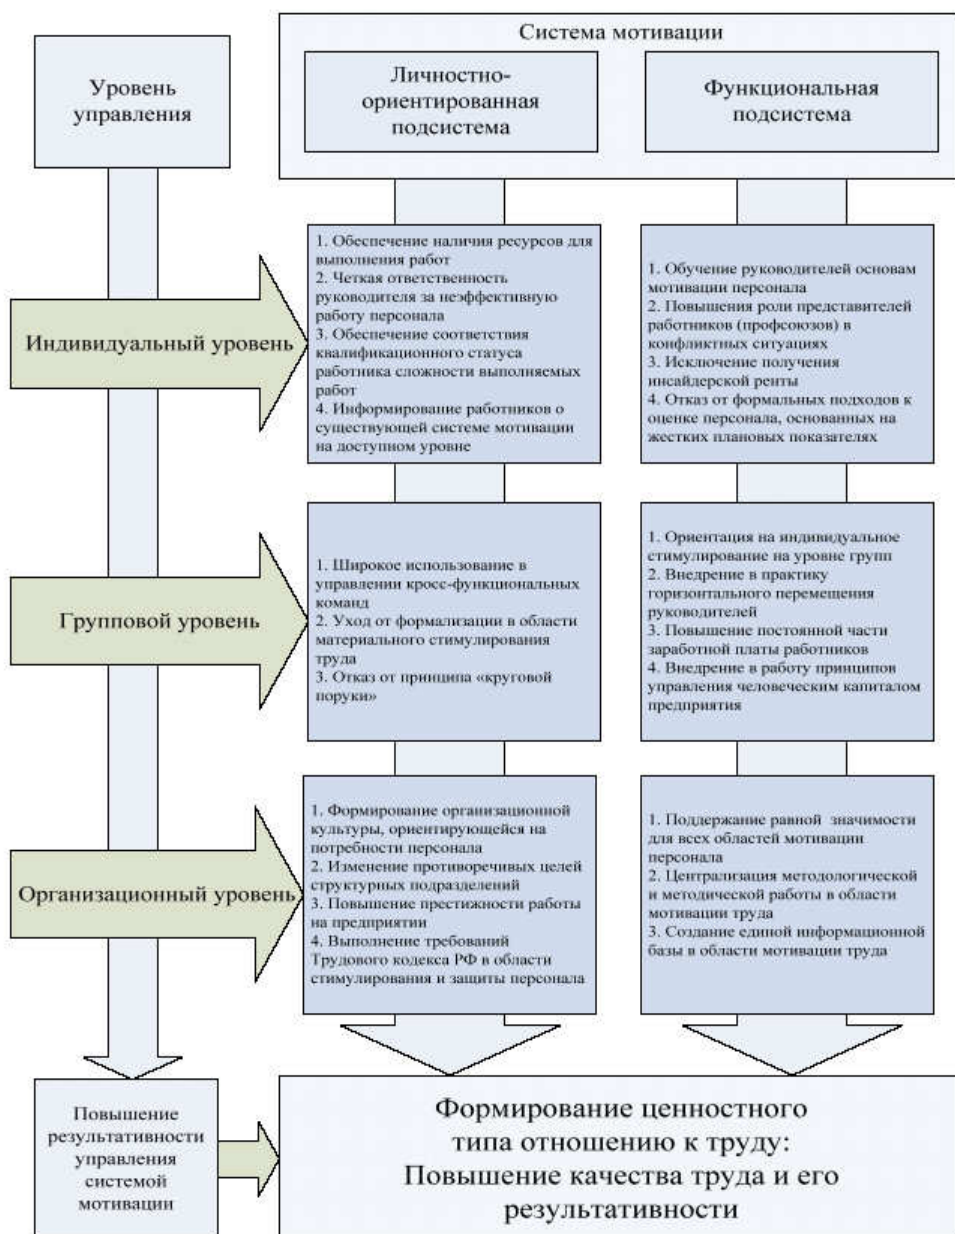 Система мотивации
Уровень
управления
Личностно-
ориентированная
подсистема
Функциональная
подсистема
Индивидуальный уровень
1. Обеспечение наличия ресурсов для
выполнения работ
2. Четкая ответственность
руководителя за неэффективную
работу персонала
3. Обеспечение соответствия
квалификационного статуса
работника сложности выполняемых
работ
4. Информирование работников о
существующей системе мотивации
на доступном уровне
1. Обучение руководителей основам
мотивации персонала
2. Повышения роли представителей
работников (профсоюзов) в
конфликтных ситуациях
3. Исключение получения
инсайдерской ренты
4. Отказ от формальных подходов к
оценке персонала, основанных на
жестких плановых показателях
Групповой уровень
1. Широкое использование в
управлении кросс-функциональных
команд
2. Уход от формализации в области
материального стимулирования
труда
3. Отказ от принципа «круговой
поруки»
1. Ориентация на индивидуальное
стимулирование на уровне групп
2. Внедрение в практику
горизонтального перемещения
руководителей
3. Повышение постоянной части
заработной платы работников
4. Внедрение в работу принципов
управления человеческим капиталом
предприятия
Организационный уровень
1. Формирование организационной
культуры, ориентирующейся на
потребности персонала
2. Изменение противоречивых целей
структурных подразделений
3. Повышение престижности работы
на предприятии
4. Выполнение требований
Трудового кодекса РФ в области
стимулирования и защиты персонала
1. Поддержание равной значимости
для всех областей мотивации
персонала
2. Централизация методологической
и методической работы в области
мотивации труда
3. Создание единой информационной
базы в области мотивации труда
Повышение
результативности
управления
системой
мотивации
Формирование ценностного
типа отношению к труду:
Повышение качества труда и его
результативности